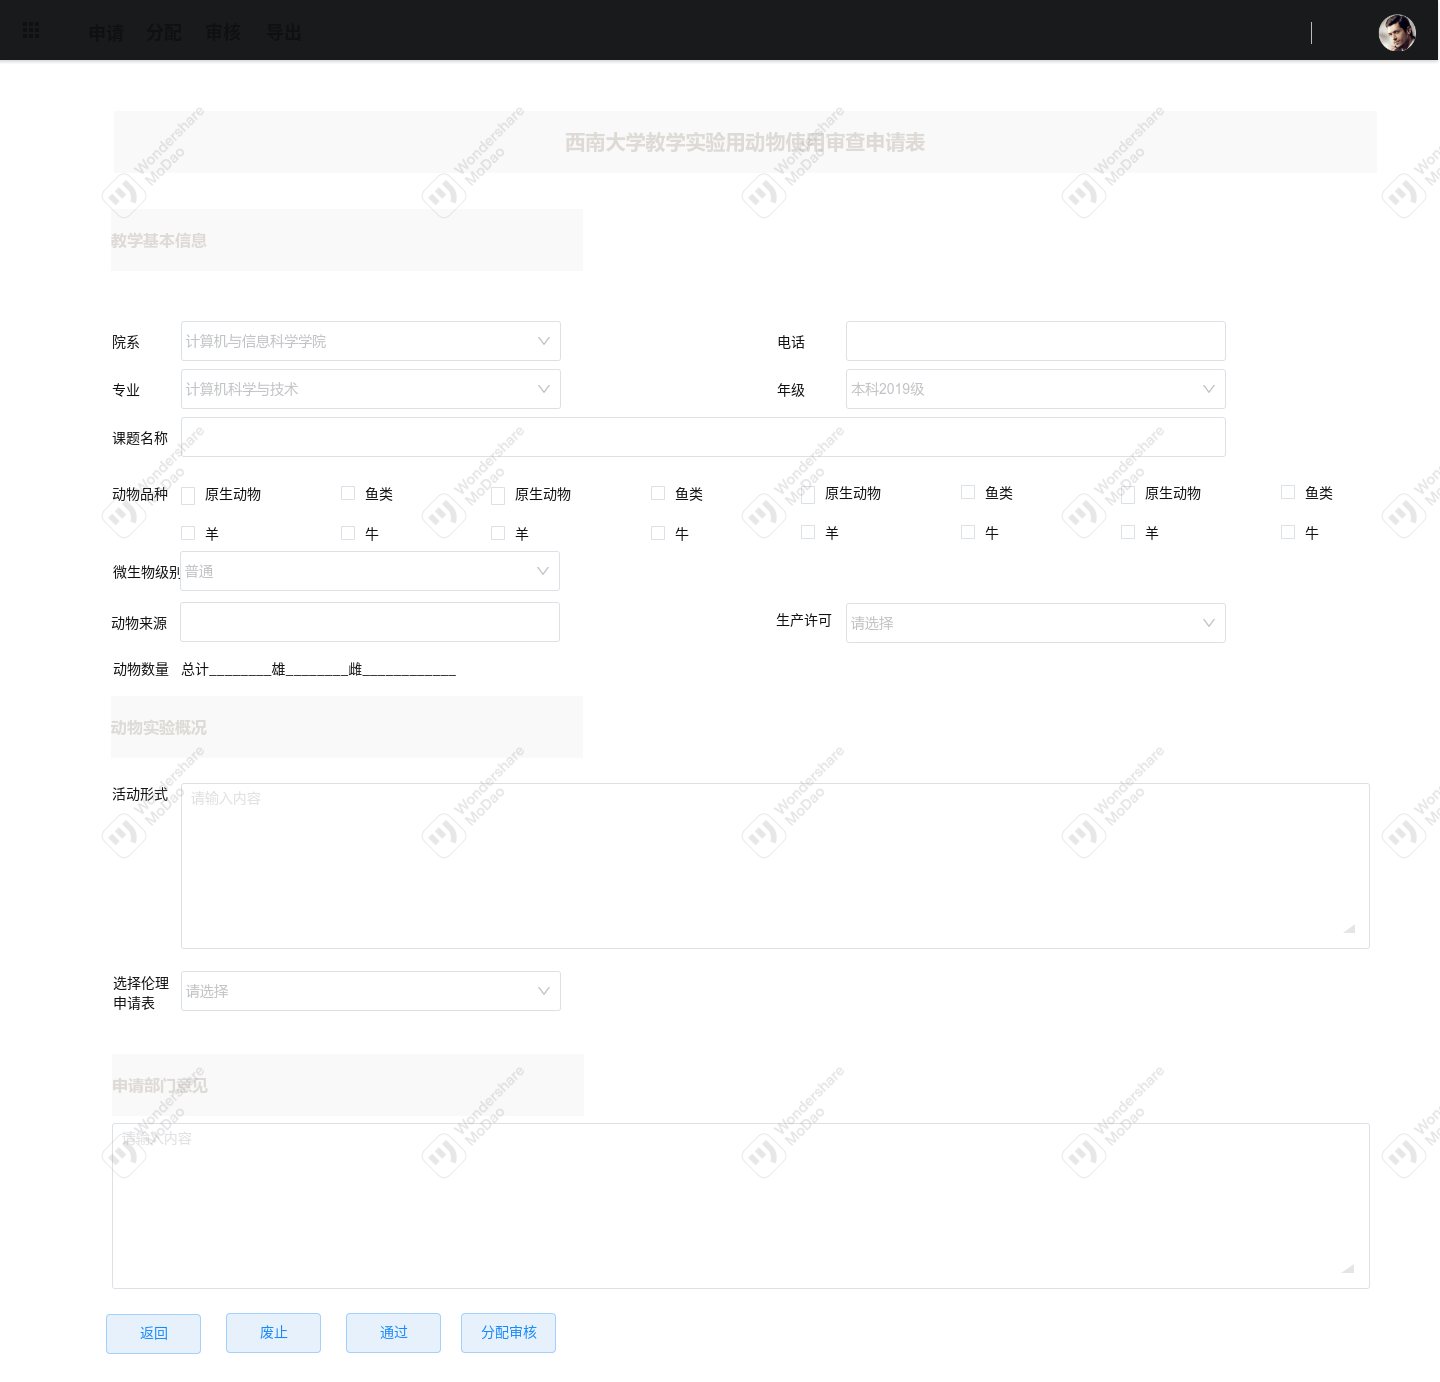 申请 分配 审核 导出
西南大学教学实验用动物使用审查申请表
教学基本信息
院系 计算机与信息科学学院 电话
专业 计算机科学与技术 年级 本科2019级
课题名称
动物品种 原生动物 鱼类 原生动物 鱼类 原生动物 鱼类 原生动物 鱼类
羊 牛 羊 牛 羊 牛 羊 牛
微生物级别 普通
动物来源 生产许可 请选择
动物数量 总计________雄________雌____________
动物实验概况
活动形式 请输入内容
选择伦理
申请表 请选择
申请部门意见
请输入内容
返回 废止 通过 分配审核
Wondershare
MoDao